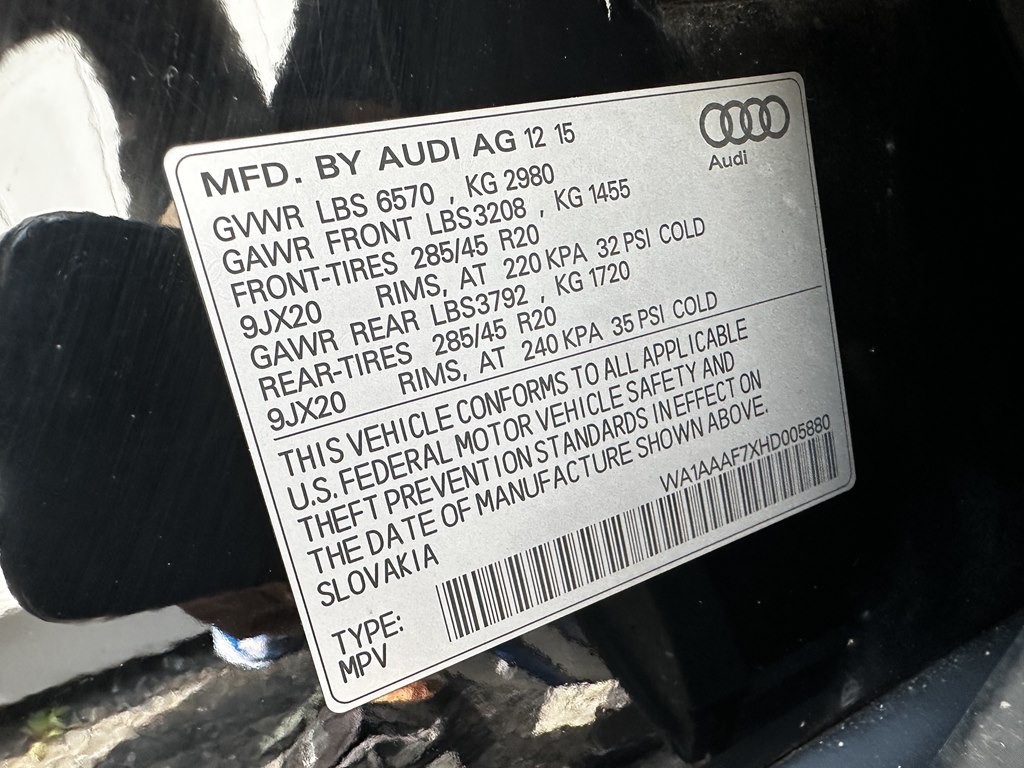 MFD. BY AUDI AG 12 15
Audi
GVWR LBS 6570 , KG 2980
GAWR FRONT LBS3208 , KG 1455
FRONT-TIRES 285/45 R20
9JX20 RIMS, AT 220 KPA 32 PSI COLD
GAWR REAR LBS3792 , KG 1720
REAR-TIRES 285/45 R20
9JX20 RIMS, AT 240 KPA 35 PSI COLD
THIS VEHICLE CONFORMS TO ALL APPLICABLE
U.S. FEDERAL MOTOR VEHICLE SAFETY AND
THEFT PREVENTION STANDARDS IN EFFECT ON
THE DATE OF MANUFACTURE SHOWN ABOVE.
SLOVAKIA
WA1AAAF7XHD005880
TYPE:
MPV